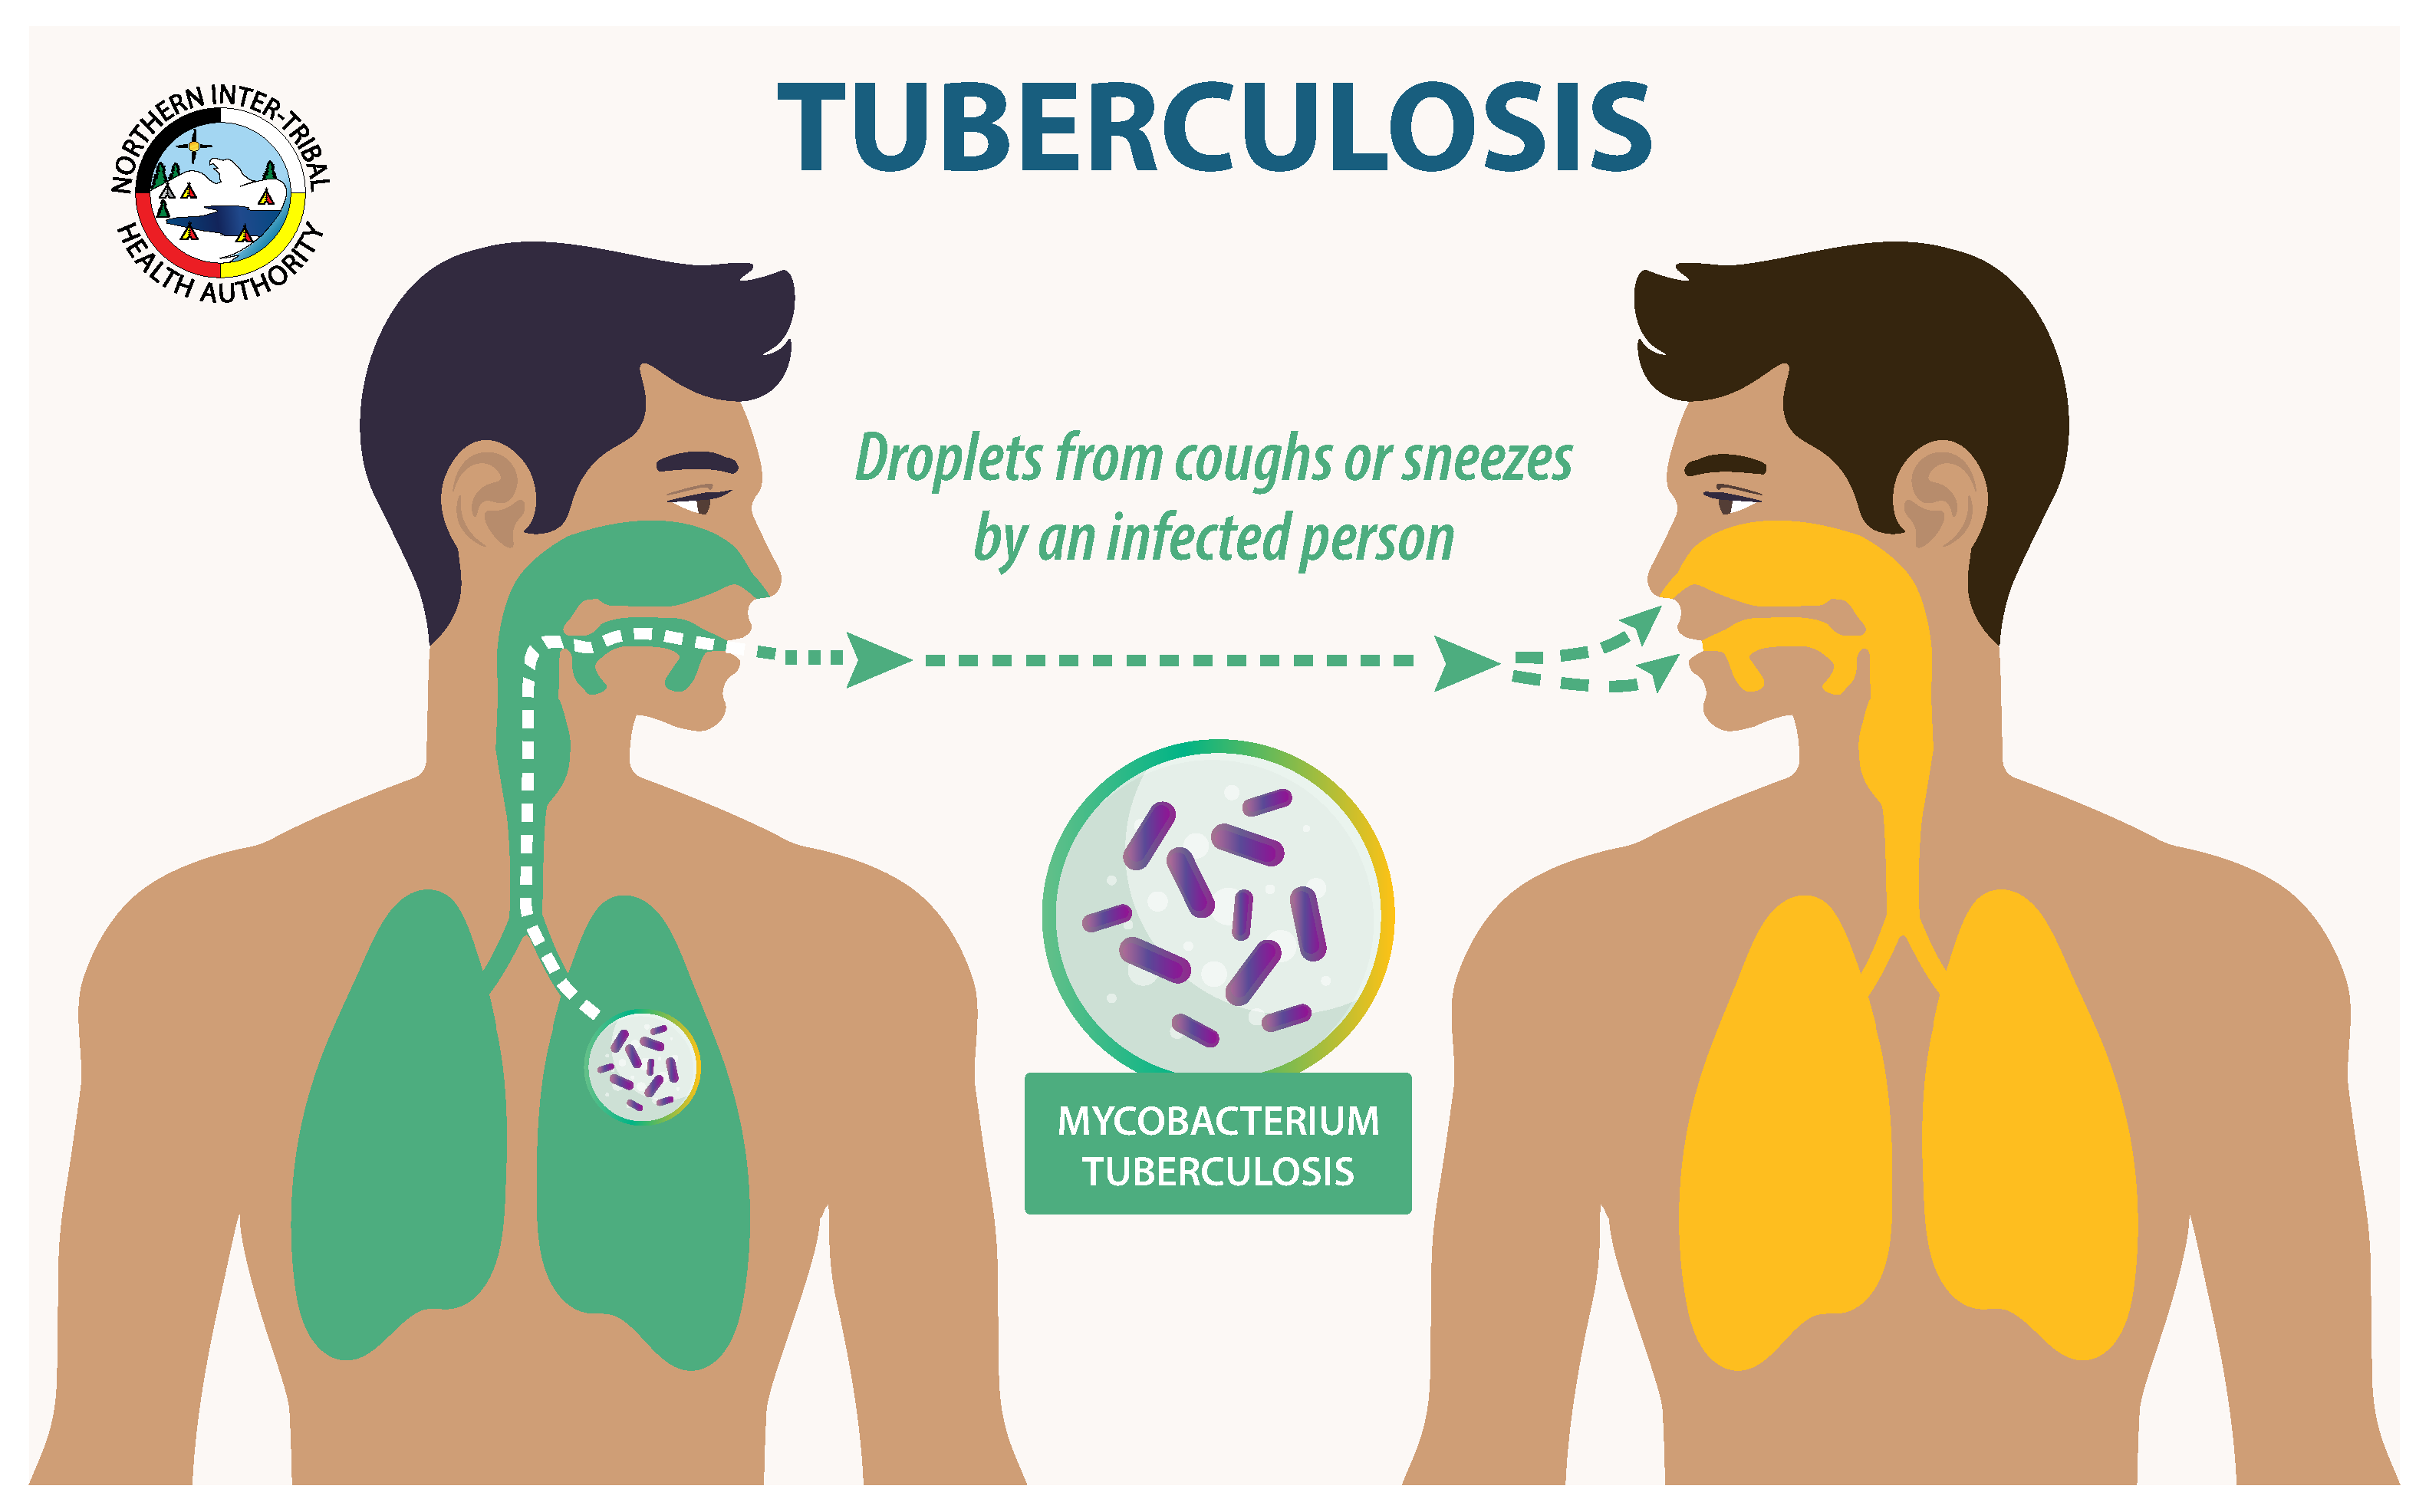 NORTHERN INTER-TRIBAL
HEALTH AUTHORITY
TUBERCULOSIS
Droplets from coughs or sneezes
by an infected person
MYCOBACTERIUM
TUBERCULOSIS